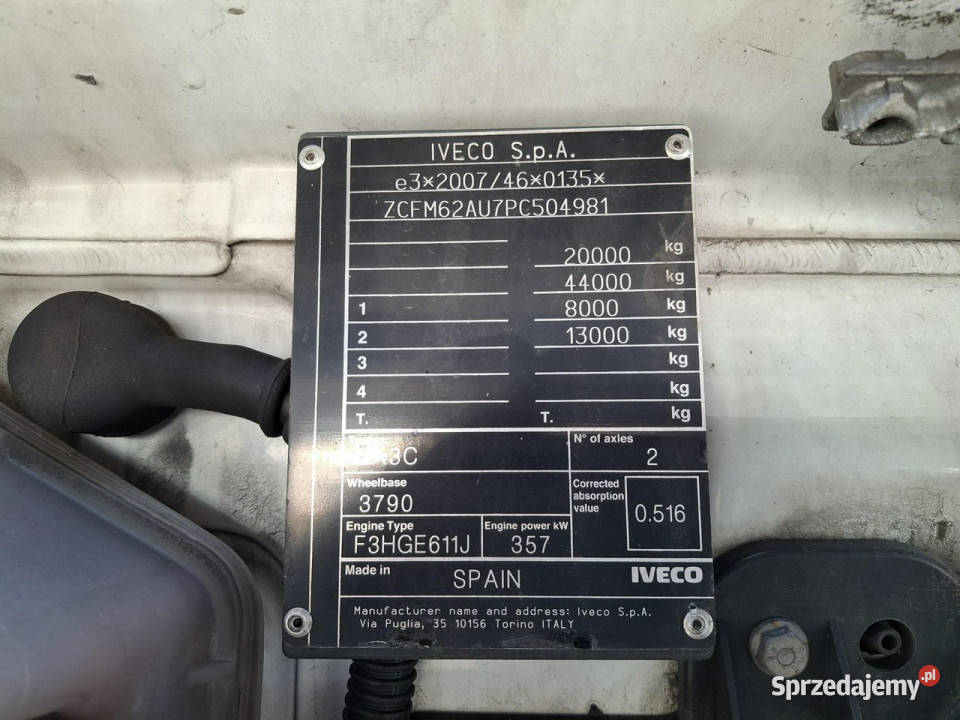 IVECO S.p.A.
e3*2007/46*0135*
ZCFM62AU7PC504981
20000 kg
44000 kg
1 8000 kg
2 13000 kg
3 kg
4 kg
T. T. kg
3C
N° of axles
2
Wheelbase
3790
Corrected
absorption
value
0.516
Engine Type
F3HGE611J
Engine power kW
357
Made in
SPAIN
IVECO
Manufacturer name and address: Iveco S.p.A.
Via Puglia, 35 10156 Torino ITALY
Sprzedajemy.pl